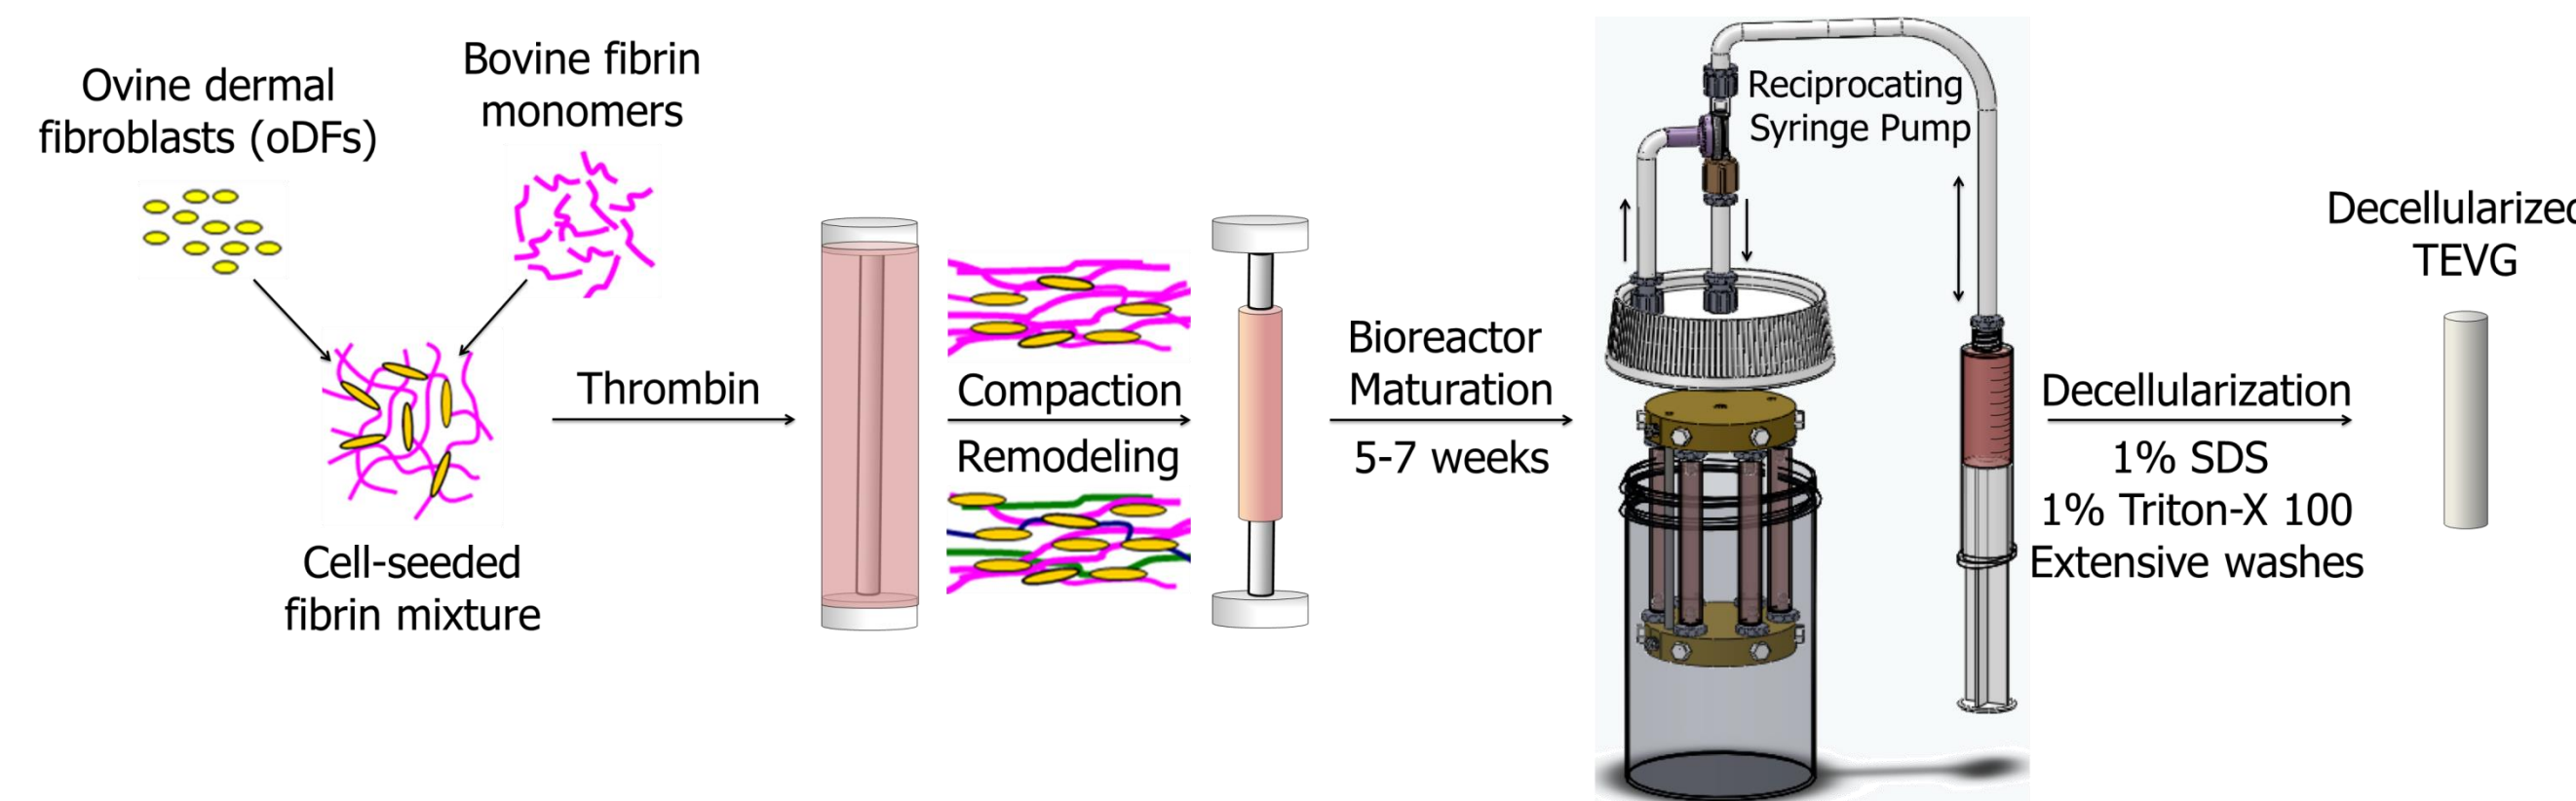 Ovine dermal
fibroblasts (oDFs)
Bovine fibrin
monomers
Cell-seeded
fibrin mixture
Thrombin
Compaction
Remodeling
Bioreactor
Maturation
5-7 weeks
Reciprocating
Syringe Pump
Decellularization
1% SDS
1% Triton-X 100
Extensive washes
Decellularized
TEVG